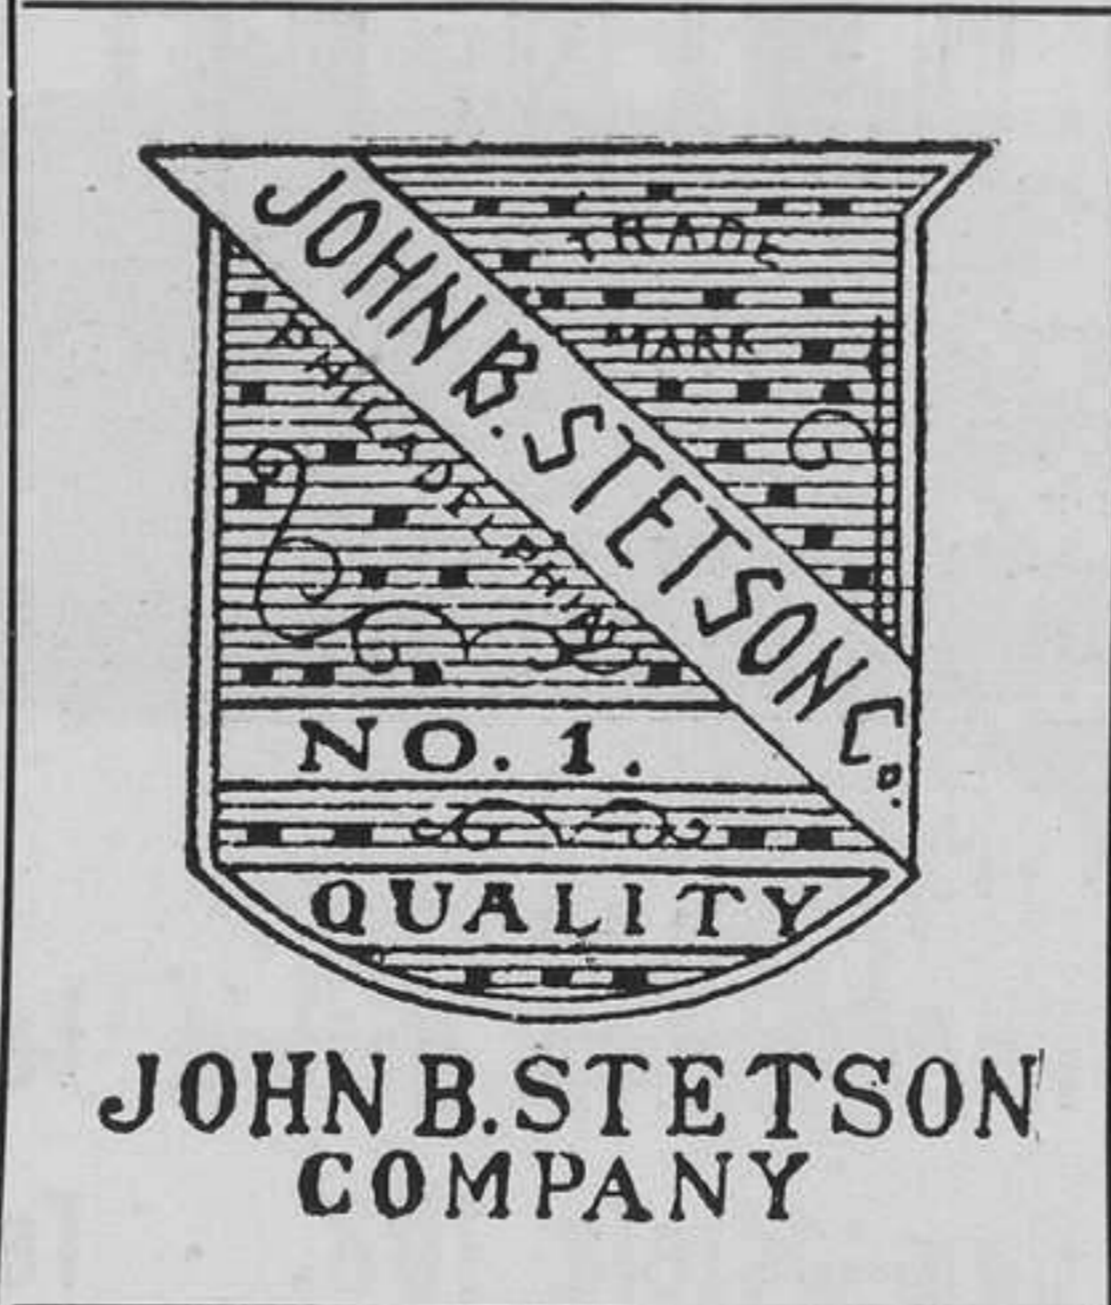 JOHN B. STETSON Co.
TRADE
MARK
PHILADELPHIA
NO. 1.
QUALITY
JOHN B. STETSON
COMPANY